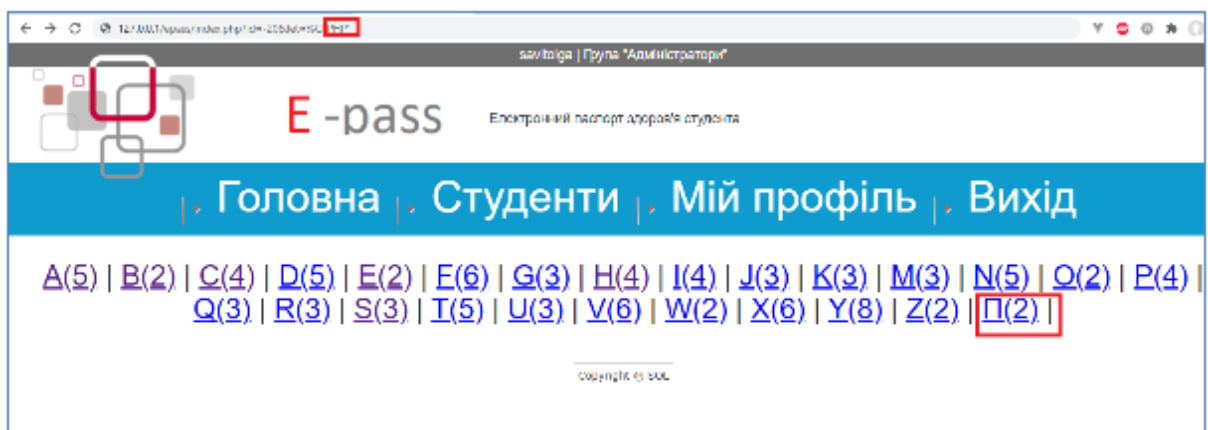 savitolga | Група "Адміністратори"
E -pass
Електронний паспорт здоров'я студента
Головна | Студенти | Мій профіль | Вихід
A(5) | B(2) | C(4) | D(5) | E(2) | F(6) | G(3) | H(4) | I(4) | J(3) | K(3) | M(3) | N(5) | O(2) | P(4) |
Q(3) | R(3) | S(3) | T(5) | U(3) | V(6) | W(2) | X(6) | Y(8) | Z(2) | П(2) |
Copyright ©